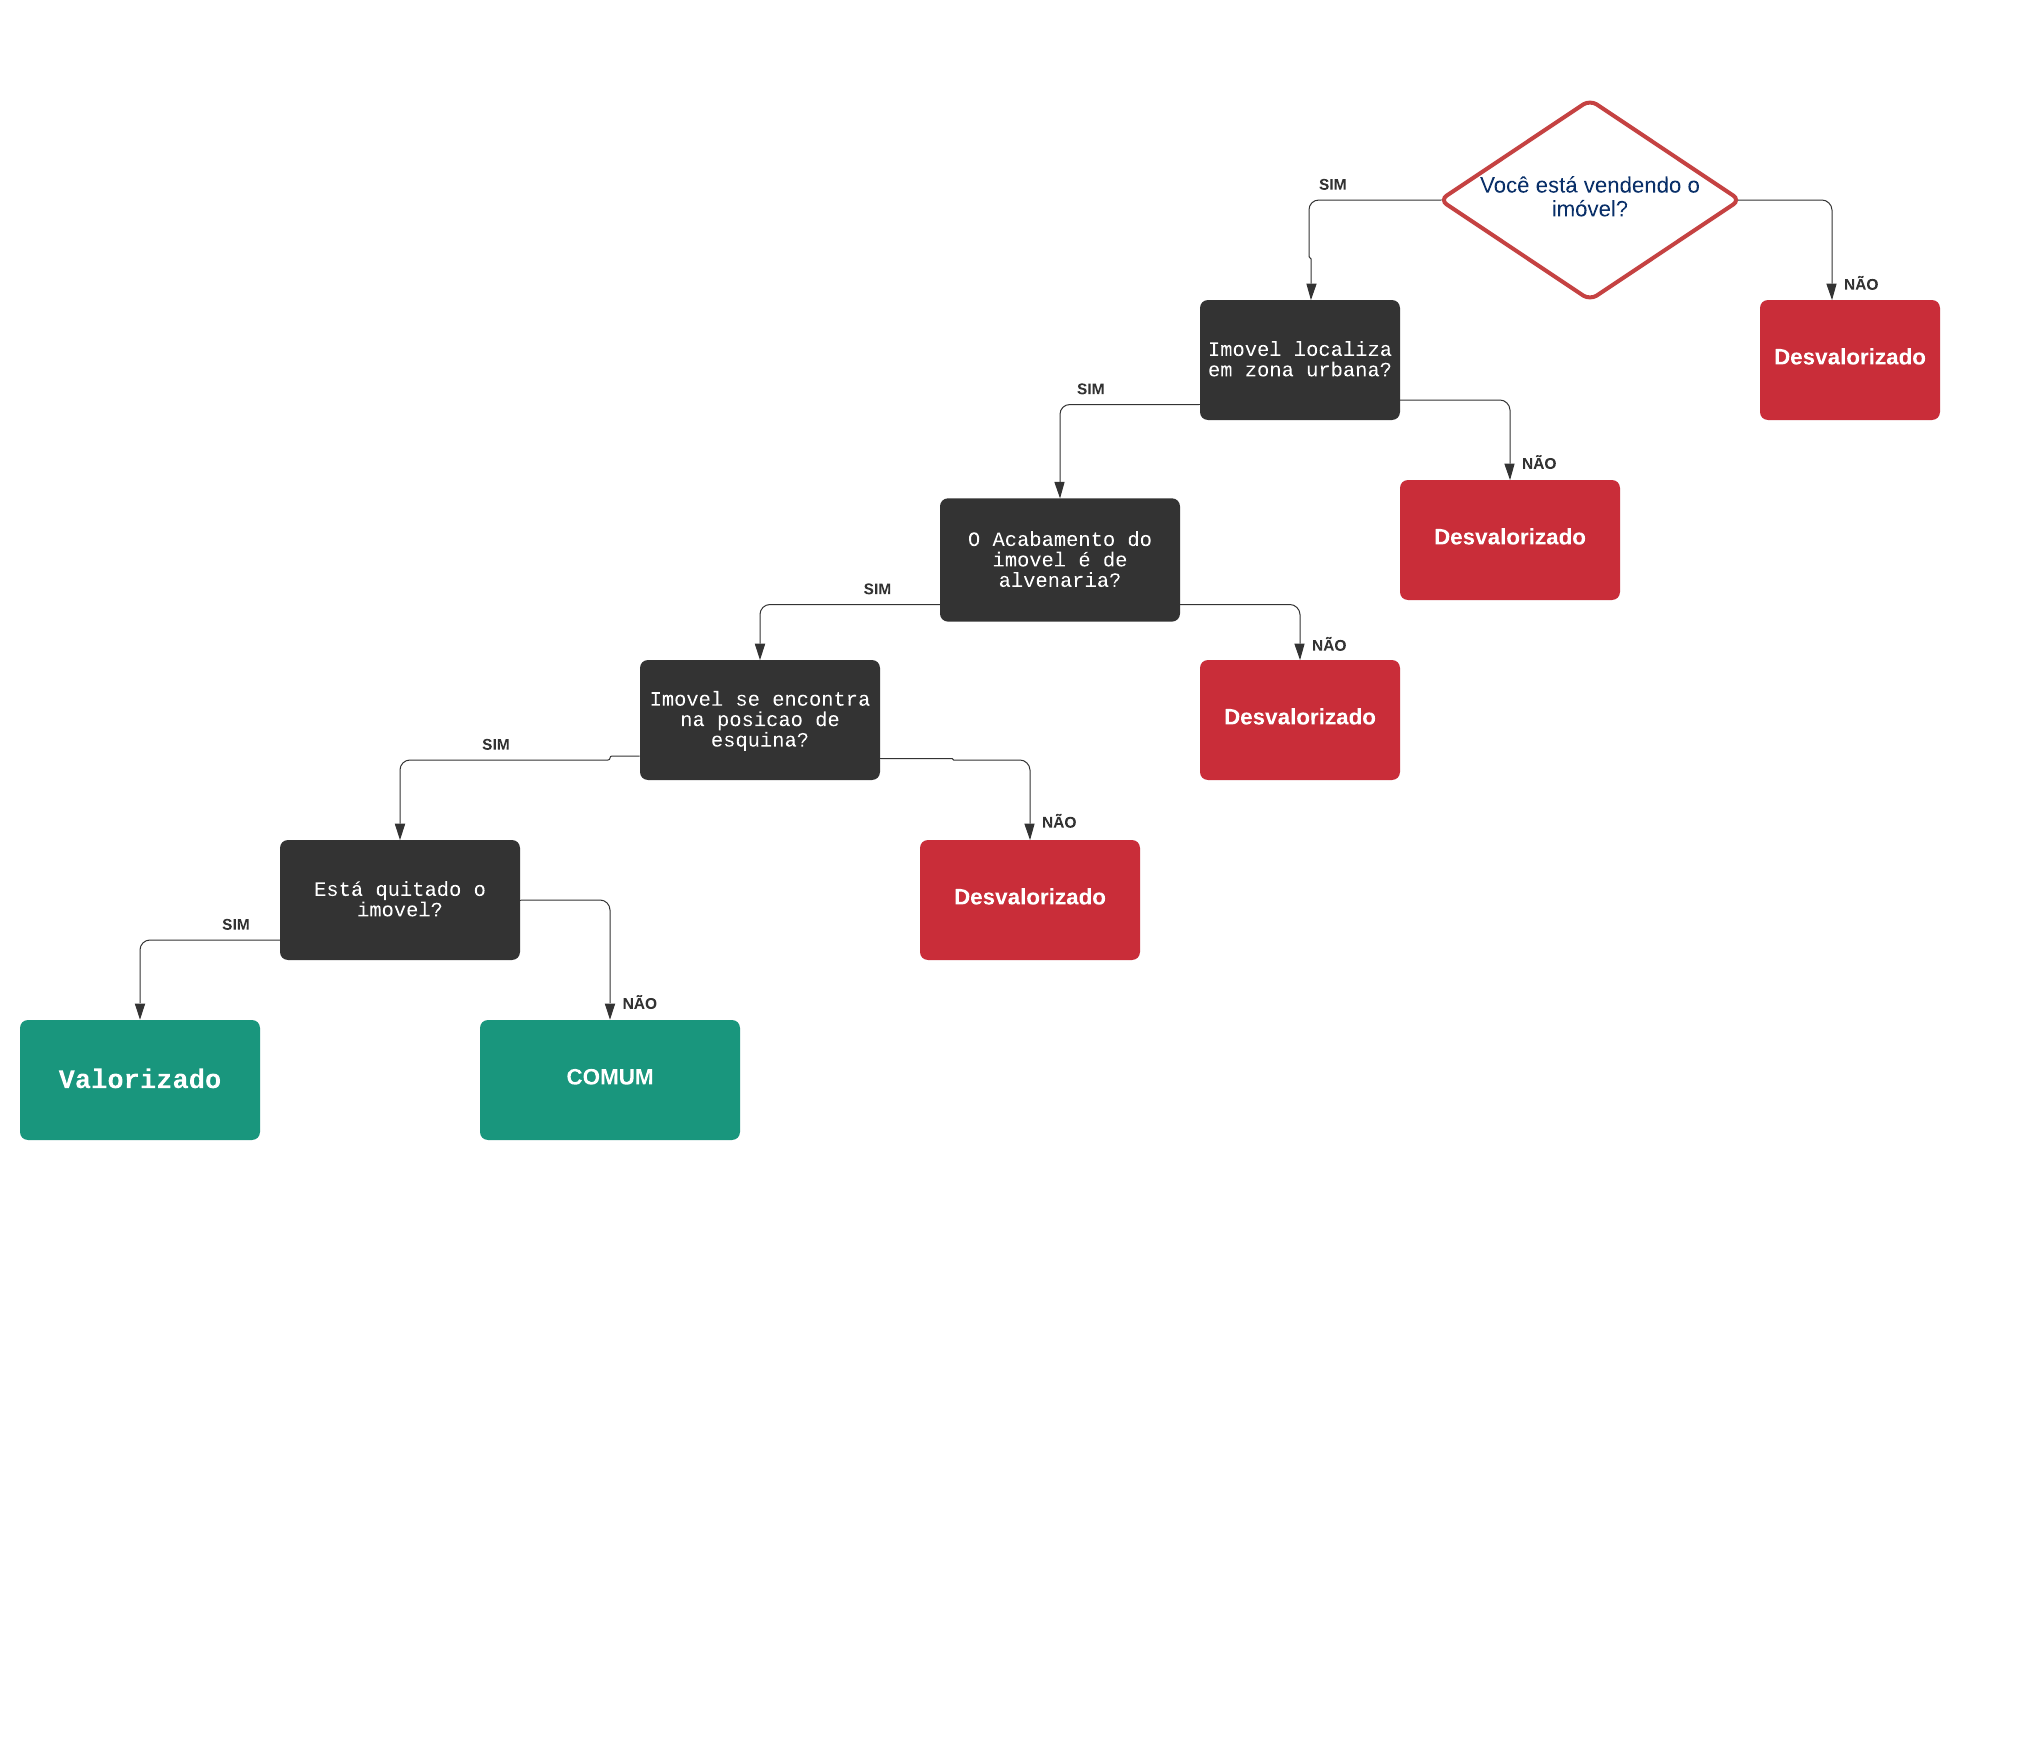 Você está vendendo o
imóvel?
SIM
NÃO
Imovel localiza
em zona urbana?
Desvalorizado
SIM
NÃO
O Acabamento do
imovel é de
alvenaria?
Desvalorizado
SIM
NÃO
Imovel se encontra
na posicao de
esquina?
Desvalorizado
SIM
NÃO
Está quitado o
imovel?
Desvalorizado
SIM
NÃO
Valorizado
COMUM